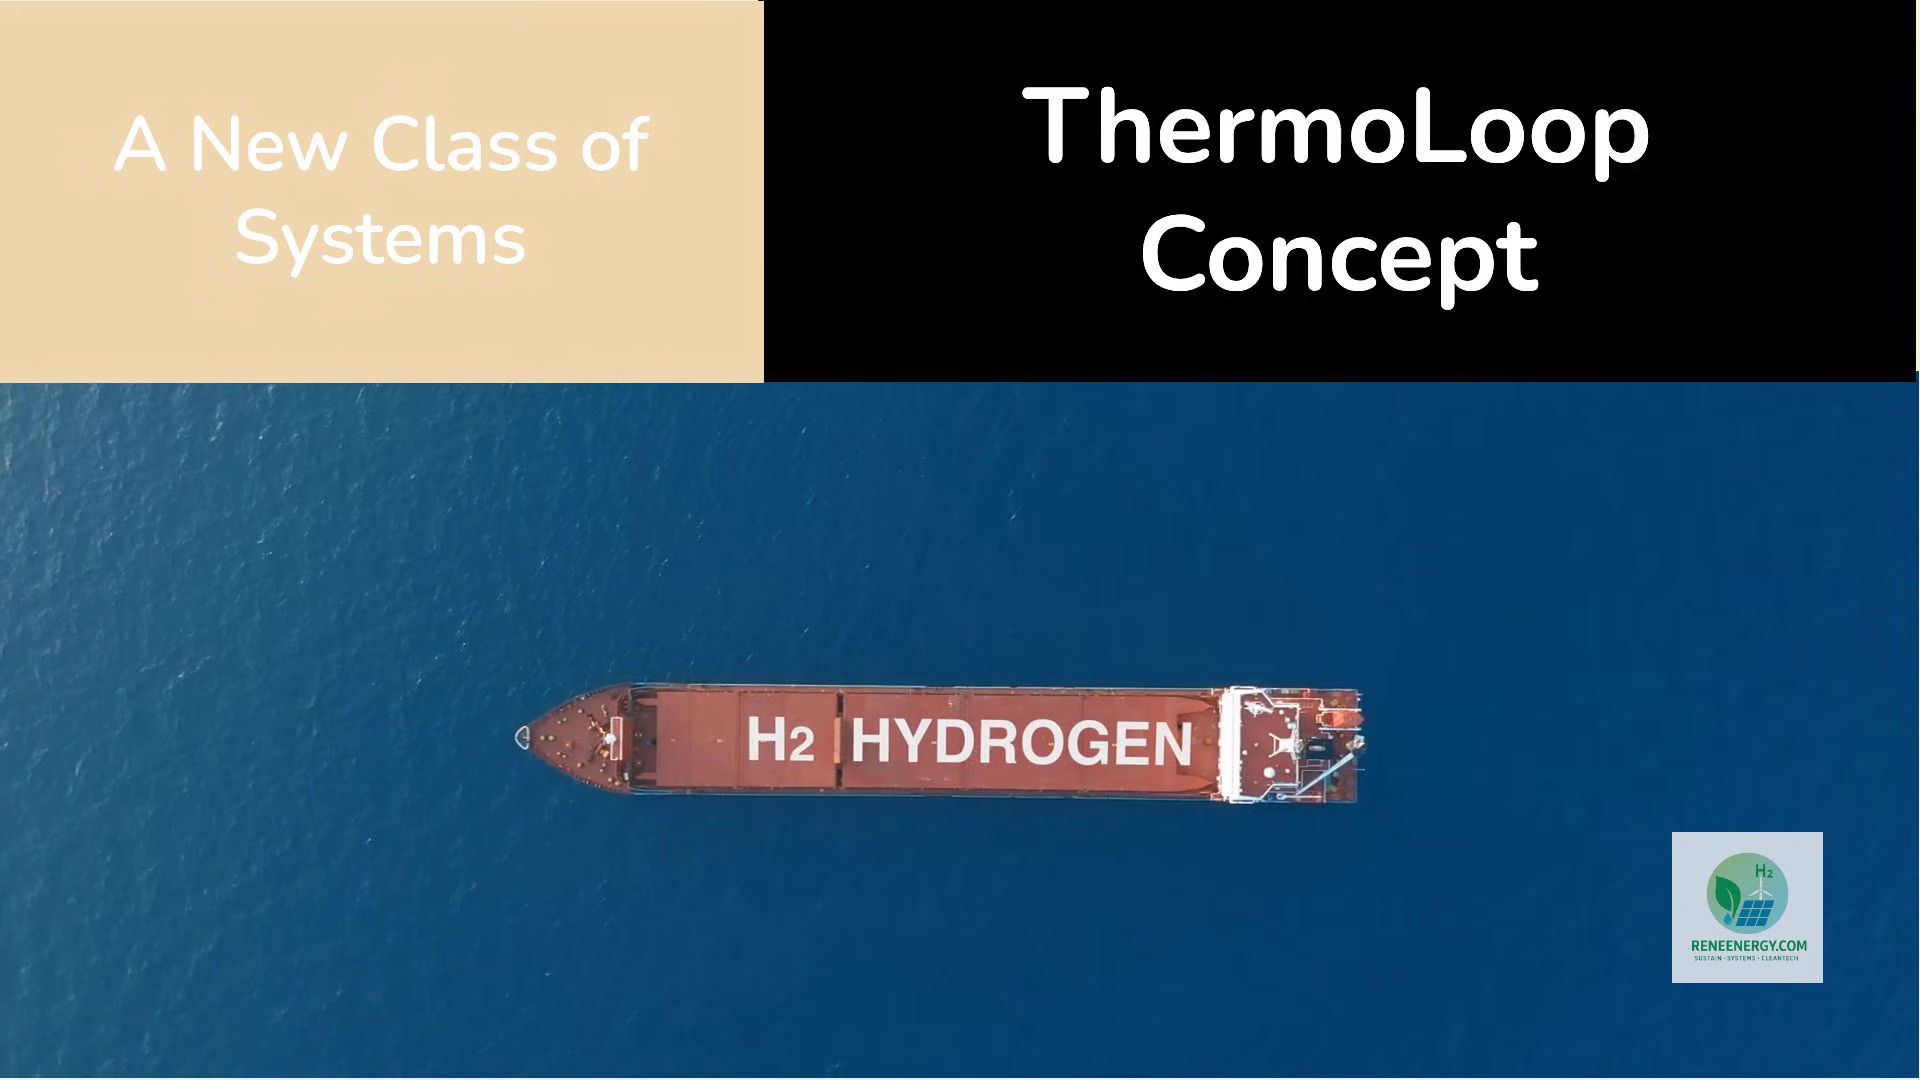 A New Class of
Systems
ThermoLoop
Concept
H2 HYDROGEN
H2
RENEENERGY.COM
SUSTAIN · SYSTEMS · CLEANTECH